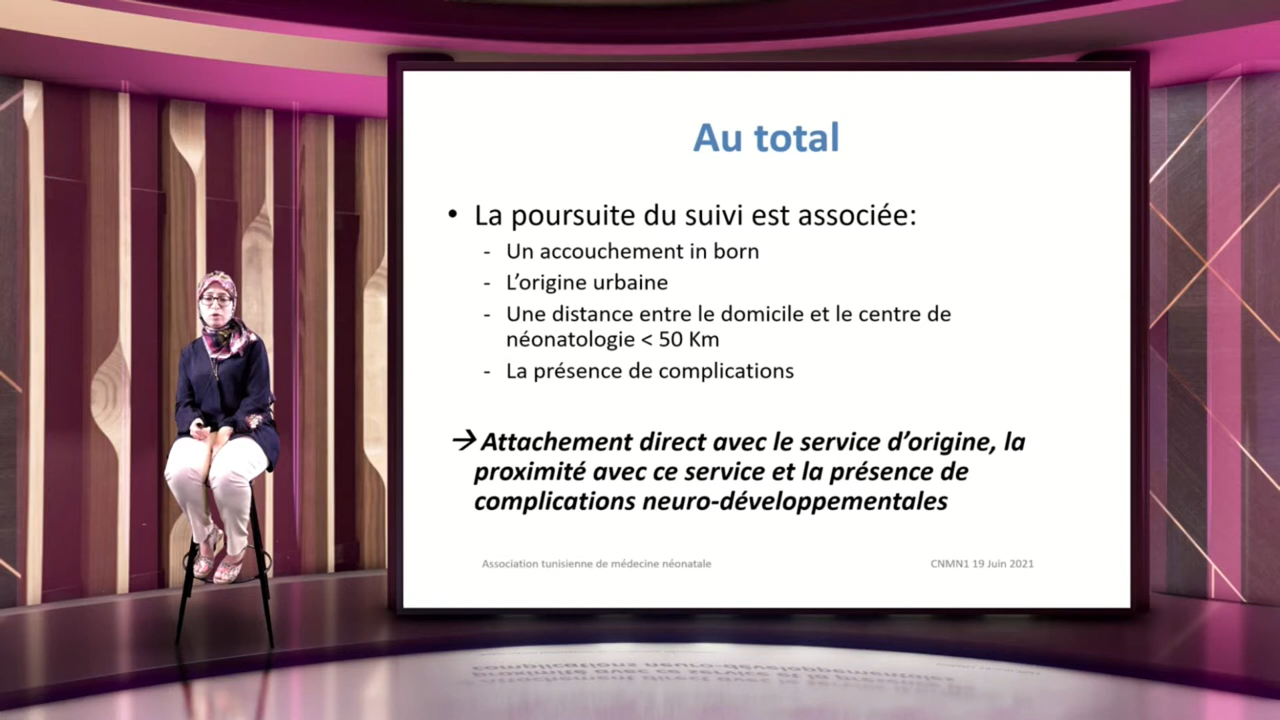 Au total
• La poursuite du suivi est associée:
- Un accouchement in born
- L’origine urbaine
- Une distance entre le domicile et le centre de
néonatologie < 50 Km
- La présence de complications
→ Attachement direct avec le service d’origine, la
proximité avec ce service et la présence de
complications neuro-développementales
Association tunisienne de médecine néonatale
CNMN1 19 Juin 2021